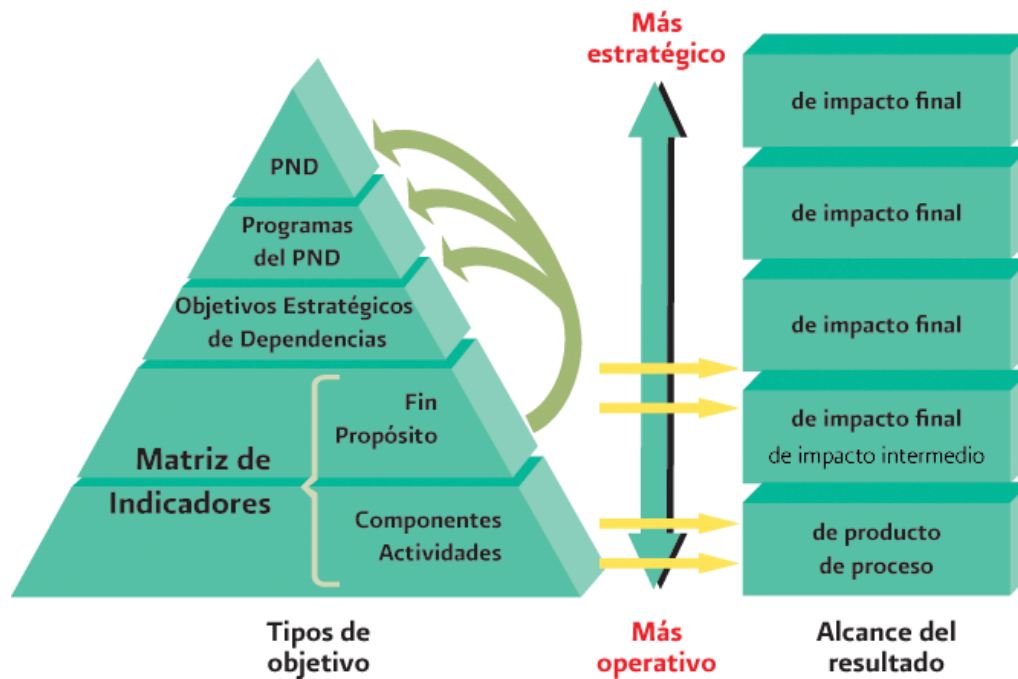 PND
Programas
del PND
Objetivos Estratégicos
de Dependencias
Fin
Propósito
Matriz de
Indicadores
Componentes
Actividades
Tipos de
objetivo
Más
estratégico
Más
operativo
de impacto final
de impacto final
de impacto final
de impacto final
de impacto intermedio
de producto
de proceso
Alcance del
resultado